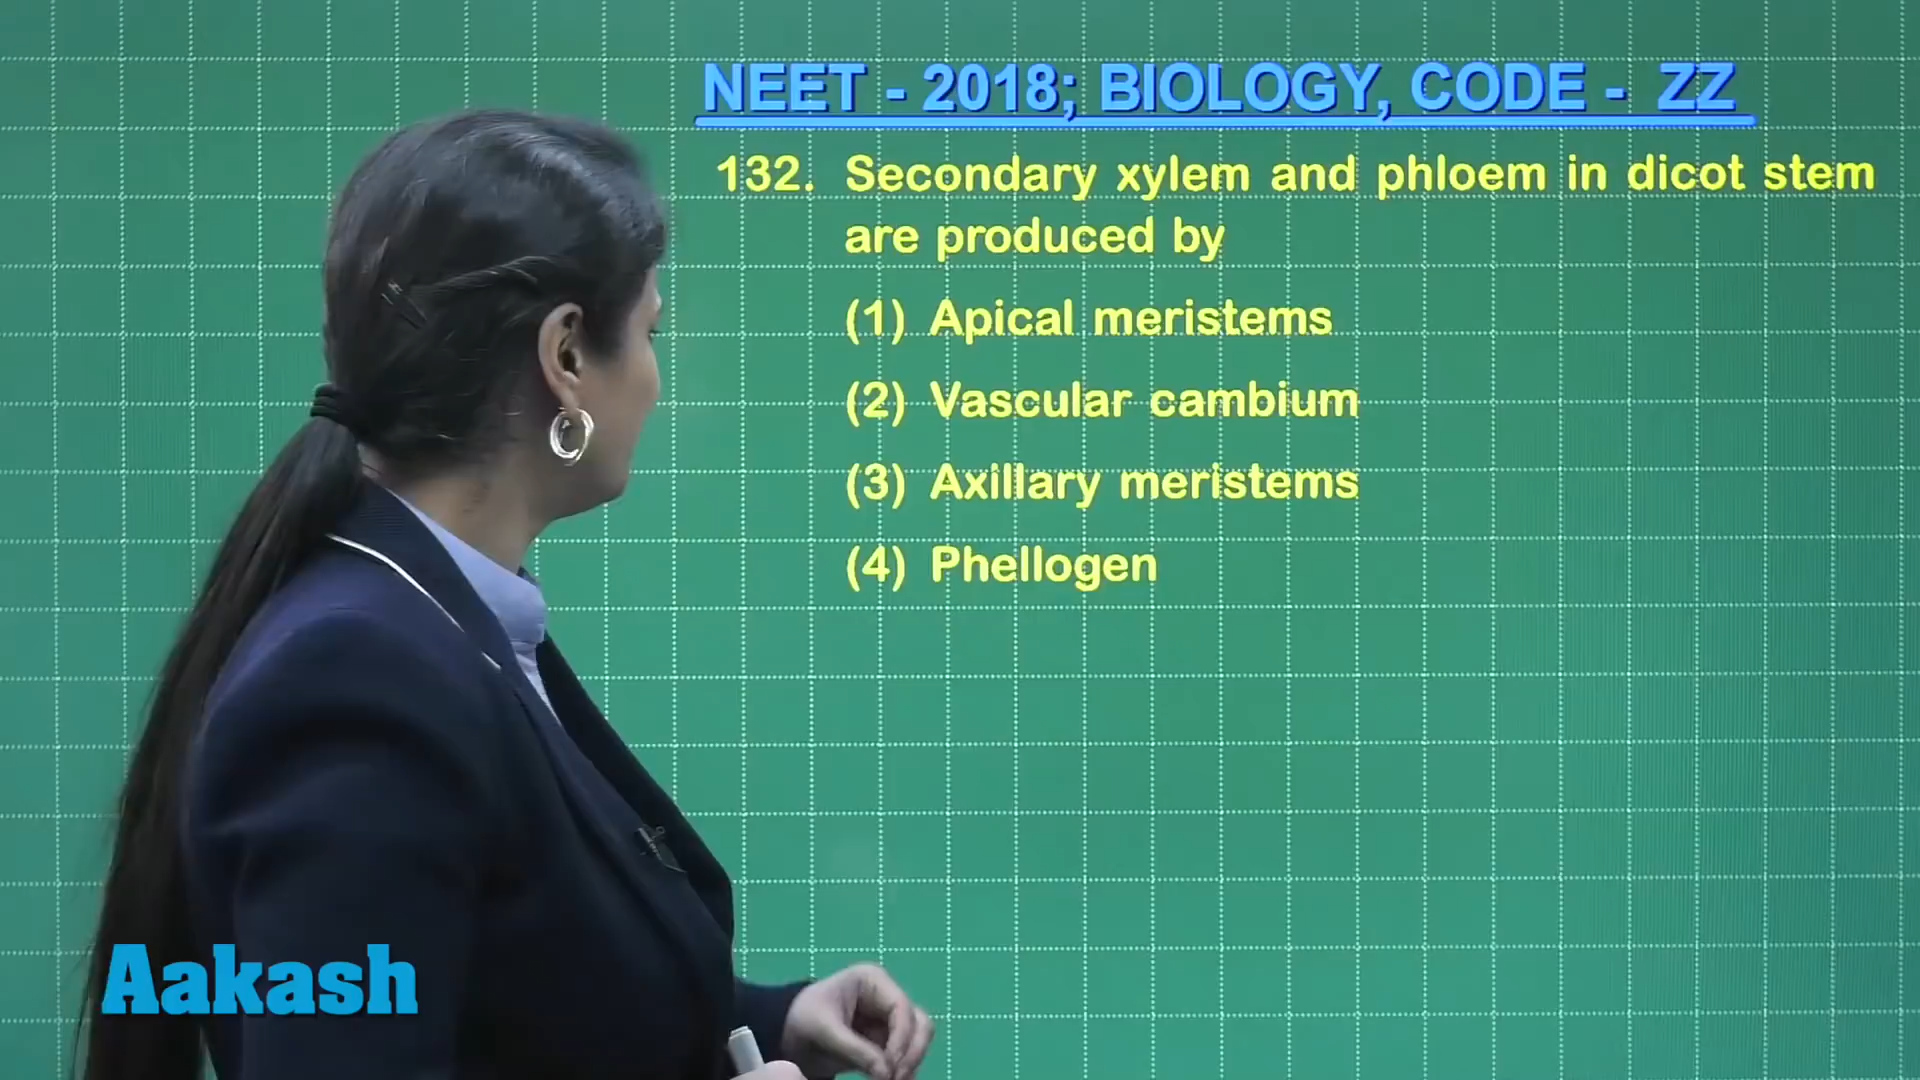 NEET - 2018; BIOLOGY, CODE - ZZ
132. Secondary xylem and phloem in dicot stem
are produced by
(1) Apical meristems
(2) Vascular cambium
(3) Axillary meristems
(4) Phellogen
Aakash